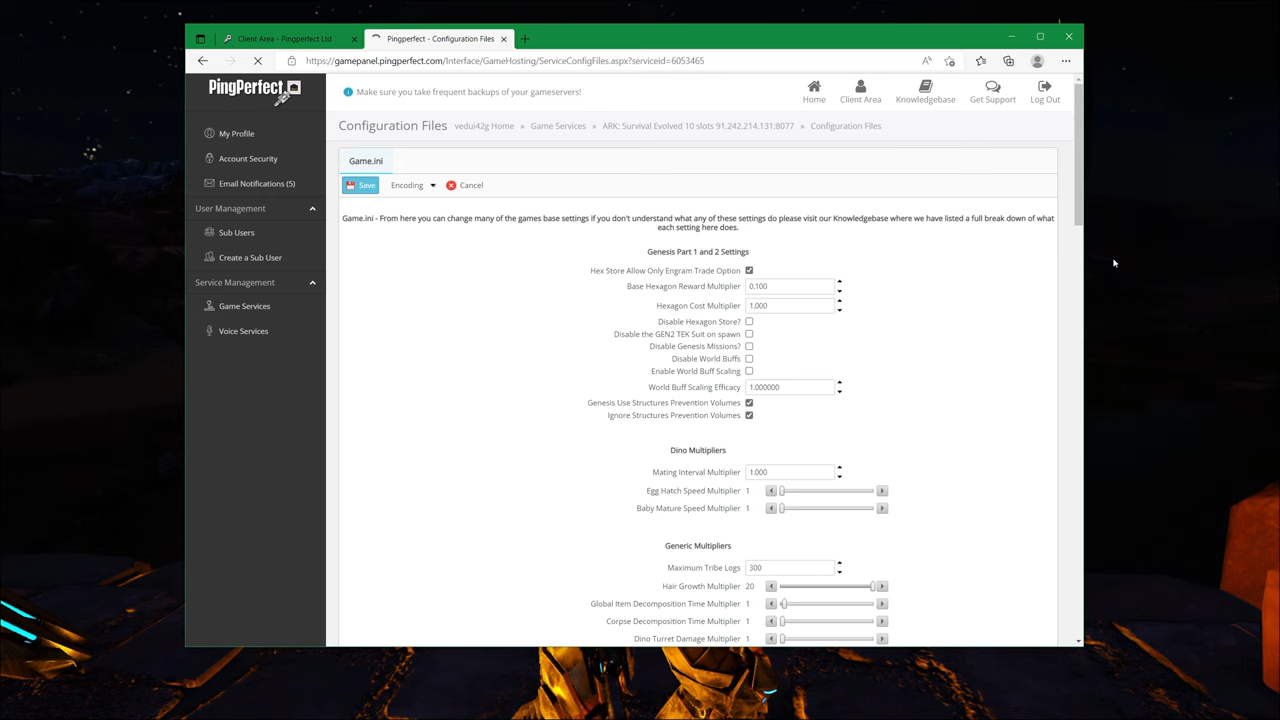 Client Area - Pingperfect Ltd
Pingperfect - Configuration Files
https://gamepanel.pingperfect.com/Interface/GameHosting/ServiceConfigFiles.aspx?serviceid=6053465
PingPerfect
Make sure you take frequent backups of your gameservers!
Home
Client Area
Knowledgebase
Get Support
Log Out
My Profile
Account Security
Email Notifications (5)
User Management
Sub Users
Create a Sub User
Service Management
Game Services
Voice Services
Configuration Files vedui42g Home » Game Services » ARK: Survival Evolved 10 slots 91.242.214.131:8077 » Configuration Files
Game.ini
Save Encoding Cancel
Game.ini - From here you can change many of the games base settings if you don't understand what any of these settings do please visit our Knowledgebase where we have listed a full break down of what
each setting here does.
Genesis Part 1 and 2 Settings
Hex Store Allow Only Engram Trade Option
Base Hexagon Reward Multiplier 0.100
Hexagon Cost Multiplier 1.000
Disable Hexagon Store?
Disable the GEN2 TEK Suit on spawn
Disable Genesis Missions?
Disable World Buffs
Enable World Buff Scaling
World Buff Scaling Efficacy 1.000000
Genesis Use Structures Prevention Volumes
Ignore Structures Prevention Volumes
Dino Multipliers
Mating Interval Multiplier 1.000
Egg Hatch Speed Multiplier 1
Baby Mature Speed Multiplier 1
Generic Multipliers
Maximum Tribe Logs 300
Hair Growth Multiplier 20
Global Item Decomposition Time Multiplier 1
Corpse Decomposition Time Multiplier 1
Dino Turret Damage Multiplier 1